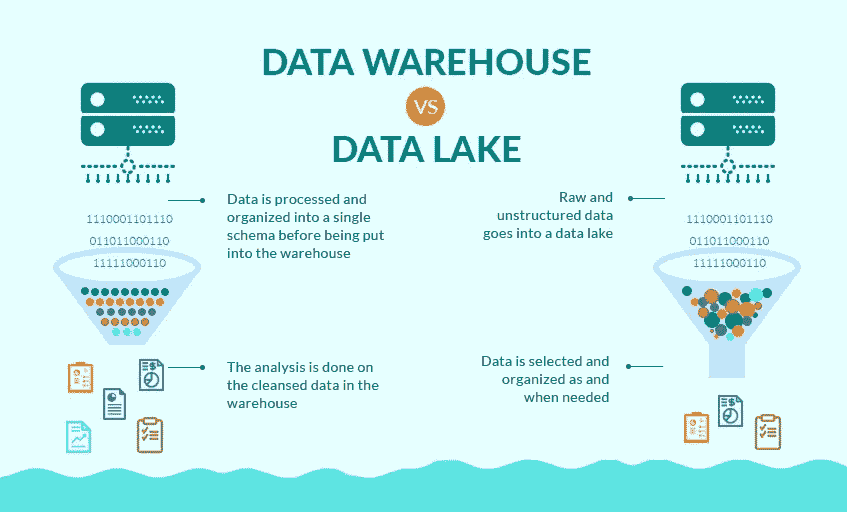 DATA WAREHOUSE
VS
DATA LAKE
Data is processed and
organized into a single
schema before being put
into the warehouse
Raw and
unstructured data
goes into a data lake
1110001101110
011011000110
11111000110
1110001101110
011011000110
11111000110
The analysis is done on
the cleansed data in the
warehouse
Data is selected and
organized as and
when needed
$
$